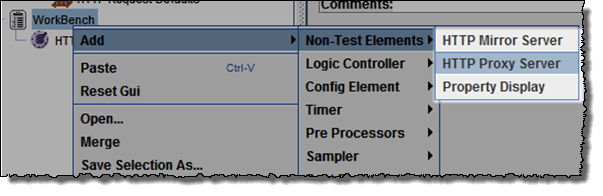 HTTP Request Defaults
Comments:
WorkBench
HTT
Add
Paste Ctrl-V
Reset Gui
Open...
Merge
Save Selection As...
Non-Test Elements
Logic Controller
Config Element
Timer
Pre Processors
Sampler
HTTP Mirror Server
HTTP Proxy Server
Property Display